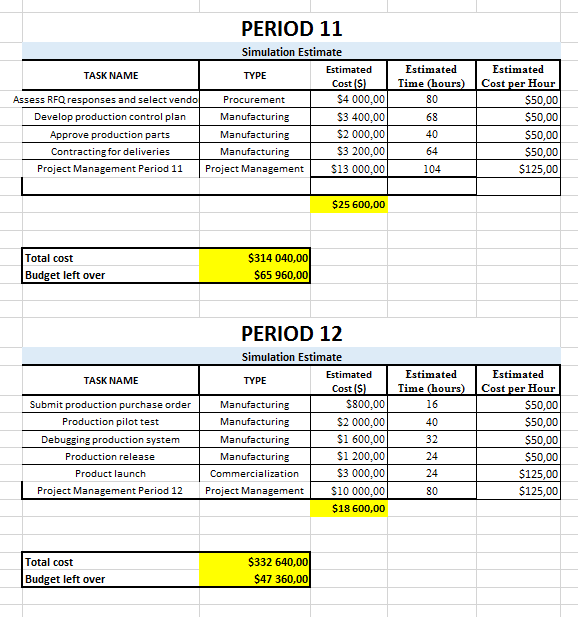 PERIOD 11
Simulation Estimate
TASK NAME TYPE Estimated Cost ($) Estimated Time (hours) Estimated Cost per Hour
Assess RFQ responses and select vendo Procurement $4 000,00 80 $50,00
Develop production control plan Manufacturing $3 400,00 68 $50,00
Approve production parts Manufacturing $2 000,00 40 $50,00
Contracting for deliveries Manufacturing $3 200,00 64 $50,00
Project Management Period 11 Project Management $13 000,00 104 $125,00
$25 600,00
Total cost $314 040,00
Budget left over $65 960,00
PERIOD 12
Simulation Estimate
TASK NAME TYPE Estimated Cost ($) Estimated Time (hours) Estimated Cost per Hour
Submit production purchase order Manufacturing $800,00 16 $50,00
Production pilot test Manufacturing $2 000,00 40 $50,00
Debugging production system Manufacturing $1 600,00 32 $50,00
Production release Manufacturing $1 200,00 24 $50,00
Product launch Commercialization $3 000,00 24 $125,00
Project Management Period 12 Project Management $10 000,00 80 $125,00
$18 600,00
Total cost $332 640,00
Budget left over $47 360,00